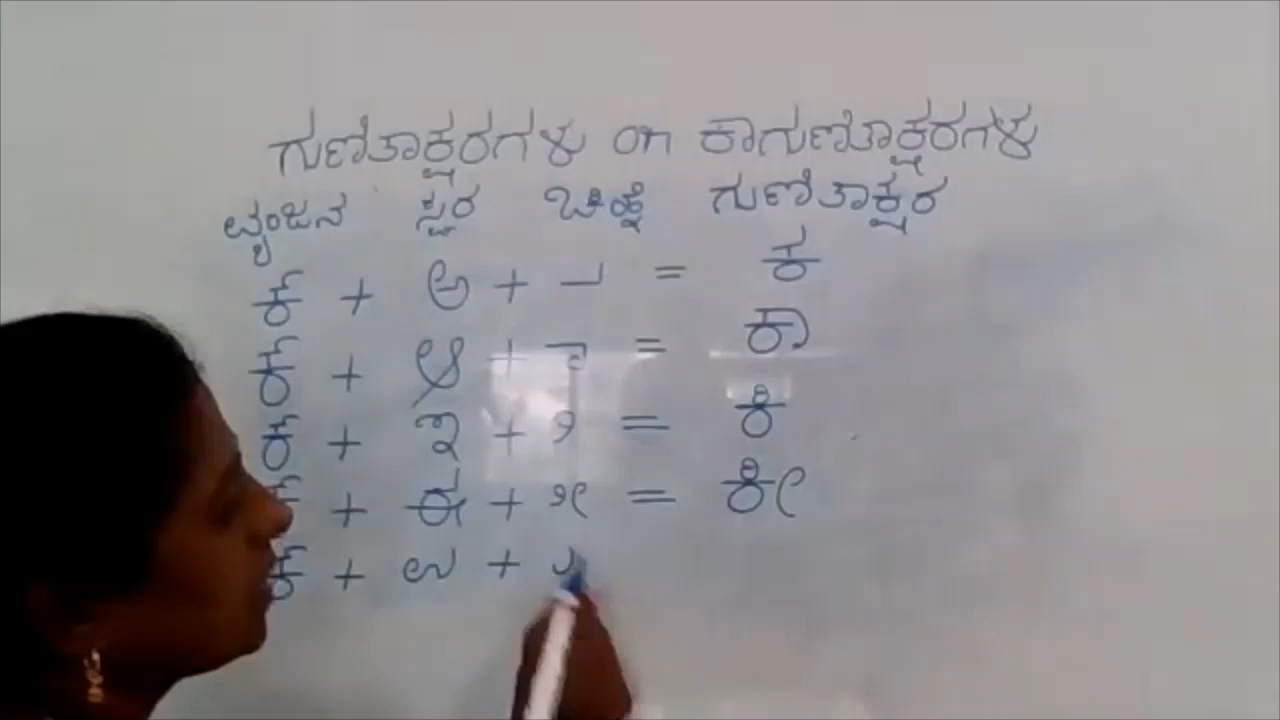 ಗುಣಿತಾಕ್ಷರಗಳು or ಕಾಗುಣಿತಾಕ್ಷರಗಳು
ವ್ಯಂಜನ ಸ್ವರ ಚಿಹ್ನೆ ಗುಣಿತಾಕ್ಷರ
ಕ್ + ಅ + ㇀ = ಕ
ಕ್ + ಆ + ಾ = ಕಾ
ಕ್ + ಇ + ಿ = ಕಿ
ಕ್ + ಈ + ೀ = ಕೀ
ಕ್ + ಉ + ು